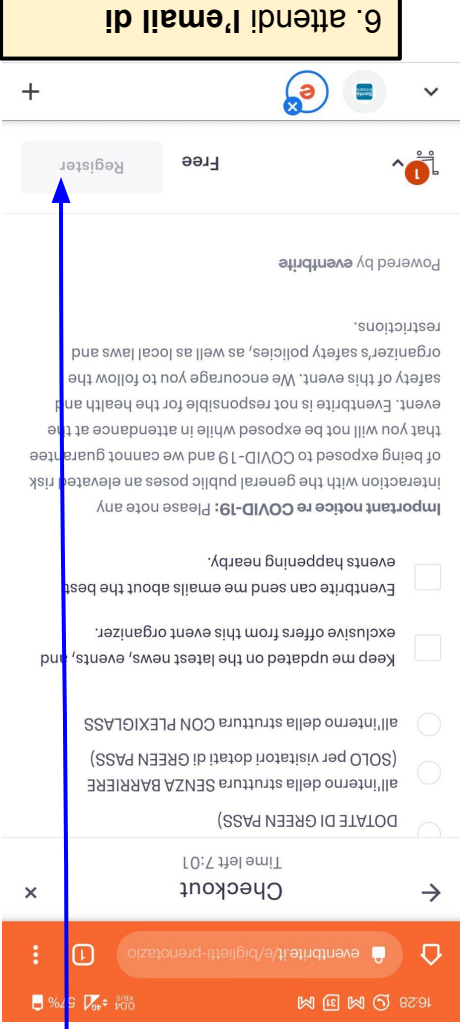 16:28 31 0,04 KB/s 4G+ 57%
eventbrite.it/e/biglietti-prenotazio 1
Checkout
Time left 7:01
DOTATE DI GREEN PASS)
all'interno della struttura SENZA BARRIERE
(SOLO per visitatori dotati di GREEN PASS)
all'interno della struttura CON PLEXIGLASS
Keep me updated on the latest news, events, and
exclusive offers from this event organizer.
Eventbrite can send me emails about the best
events happening nearby.
Important notice re COVID-19: Please note any
interaction with the general public poses an elevated risk
of being exposed to COVID-19 and we cannot guarantee
that you will not be exposed while in attendance at the
event. Eventbrite is not responsible for the health and
safety of this event. We encourage you to follow the
organizer's safety policies, as well as local laws and
restrictions.
Powered by eventbrite
1 Free Register
e
6. attendi l'email di